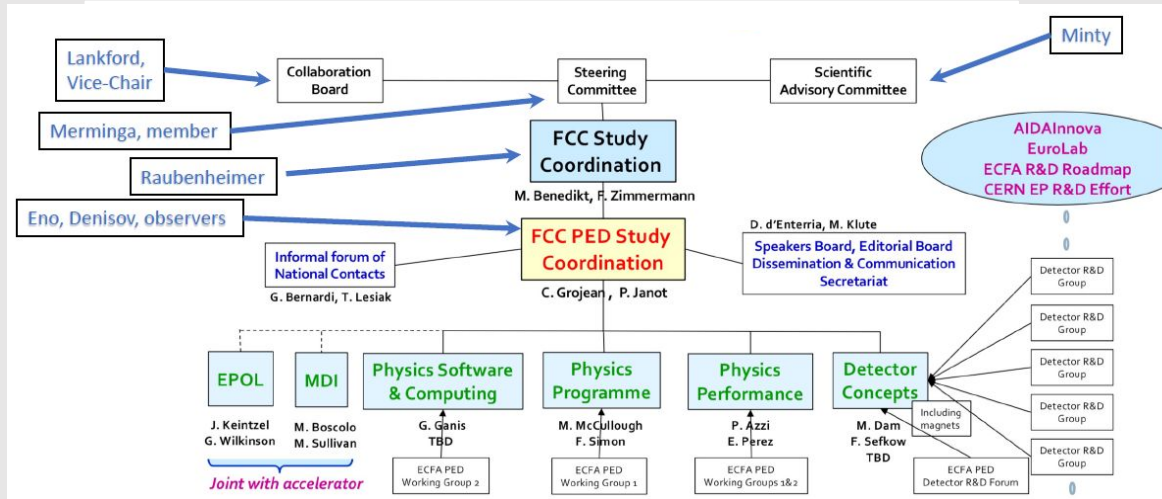 Lankford,
Vice-Chair
Minty
Collaboration
Board
Steering
Committee
Scientific
Advisory Committee
Merminga, member
FCC Study
Coordination
Raubenheimer
M. Benedikt, F. Zimmermann
AIDAInnova
EuroLab
ECFA R&D Roadmap
CERN EP R&D Effort
Eno, Denisov, observers
FCC PED Study
Coordination
D. d'Enterria, M. Klute
Speakers Board, Editorial Board
Dissemination & Communication
Secretariat
Informal forum of
National Contacts
G. Bernardi, T. Lesiak
C. Grojean , P. Janot
Detector R&D
Group
Detector R&D
Group
Detector R&D
Group
Detector R&D
Group
Detector R&D
Group
EPOL
MDI
Physics Software
& Computing
Physics
Programme
Physics
Performance
Detector
Concepts
Including
magnets
J. Keintzel
G. Wilkinson
M. Boscolo
M. Sullivan
G. Ganis
TBD
M. McCullough
F. Simon
P. Azzi
E. Perez
M. Dam
F. Sefkow
TBD
Joint with accelerator
ECFA PED
Working Group 2
ECFA PED
Working Group 1
ECFA PED
Working Groups 1&2
ECFA PED
Detector R&D Forum